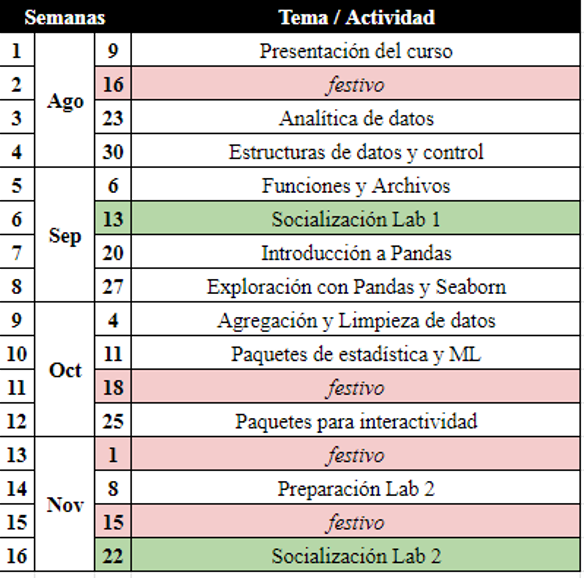 Semanas Tema / Actividad
1 Ago 9 Presentación del curso
2 16 festivo
3 23 Analítica de datos
4 30 Estructuras de datos y control
5 Sep 6 Funciones y Archivos
6 13 Socialización Lab 1
7 20 Introducción a Pandas
8 27 Exploración con Pandas y Seaborn
9 Oct 4 Agregación y Limpieza de datos
10 11 Paquetes de estadística y ML
11 18 festivo
12 25 Paquetes para interactividad
13 Nov 1 festivo
14 8 Preparación Lab 2
15 15 festivo
16 22 Socialización Lab 2